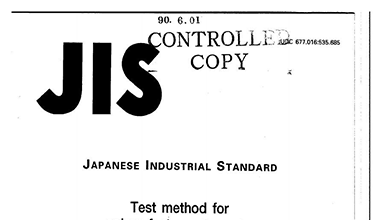 90. 6.01
CONTROLLED
UDC 677.016:535.685
COPY
JIS
JAPANESE INDUSTRIAL STANDARD
Test method for